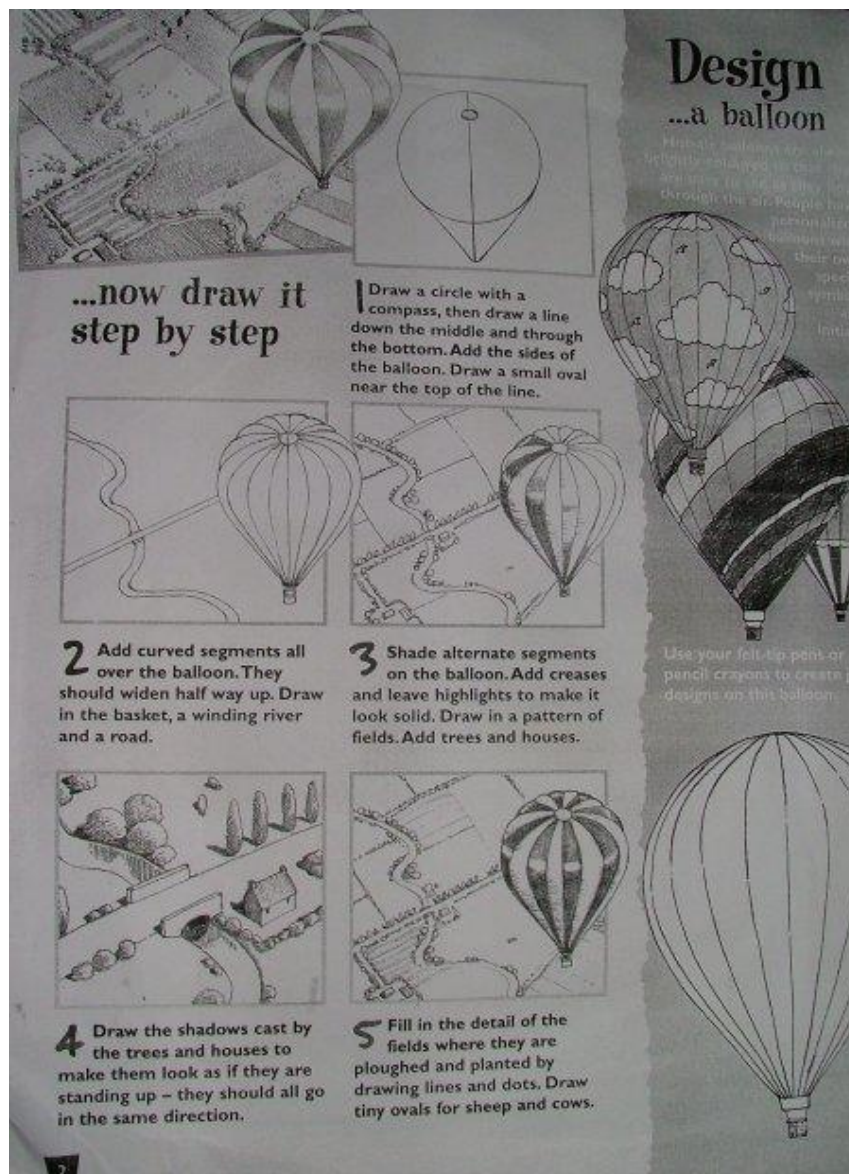 ...now draw it
step by step
1 Draw a circle with a
compass, then draw a line
down the middle and through
the bottom. Add the sides of
the balloon. Draw a small oval
near the top of the line.
2 Add curved segments all
over the balloon. They
should widen half way up. Draw
in the basket, a winding river
and a road.
3 Shade alternate segments
on the balloon. Add creases
and leave highlights to make it
look solid. Draw in a pattern of
fields. Add trees and houses.
4 Draw the shadows cast by
the trees and houses to
make them look as if they are
standing up – they should all go
in the same direction.
5 Fill in the detail of the
fields where they are
ploughed and planted by
drawing lines and dots. Draw
tiny ovals for sheep and cows.
2
Design
...a balloon
through the air. People
their
Use your felt-tip pens or
pencil crayons to create
designs on this balloon.